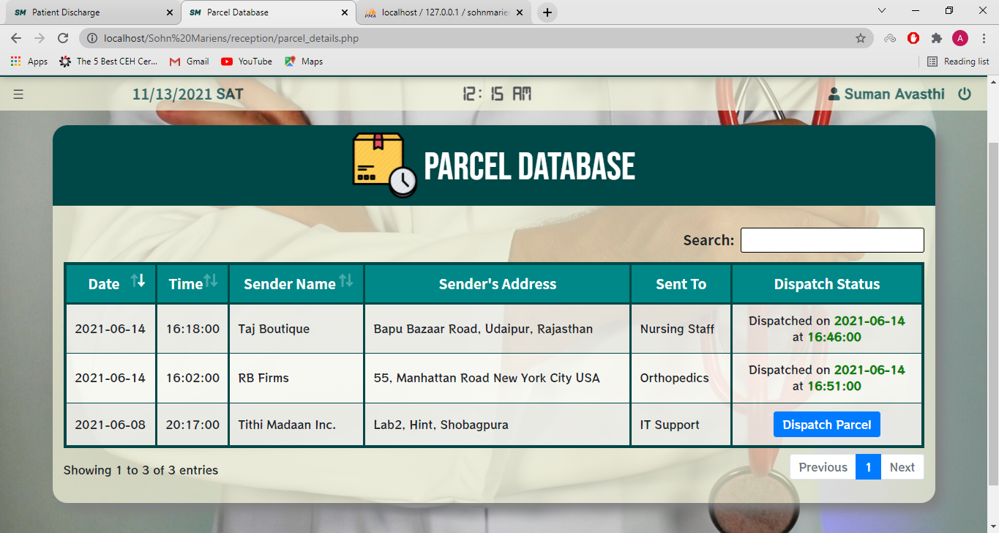 SM Patient Discharge
SM Parcel Database
PMA localhost / 127.0.0.1 / sohnmarie
localhost/Sohn%20Mariens/reception/parcel_details.php
A
Apps The 5 Best CEH Cer... Gmail YouTube Maps Reading list
11/13/2021 SAT 12: 15 AM Suman Avasthi
PARCEL DATABASE
Search:
Date Time Sender Name Sender's Address Sent To Dispatch Status
2021-06-14 16:18:00 Taj Boutique Bapu Bazaar Road, Udaipur, Rajasthan Nursing Staff Dispatched on 2021-06-14
at 16:46:00
2021-06-14 16:02:00 RB Firms 55, Manhattan Road New York City USA Orthopedics Dispatched on 2021-06-14
at 16:51:00
2021-06-08 20:17:00 Tithi Madaan Inc. Lab2, Hint, Shobagpura IT Support Dispatch Parcel
Showing 1 to 3 of 3 entries Previous 1 Next